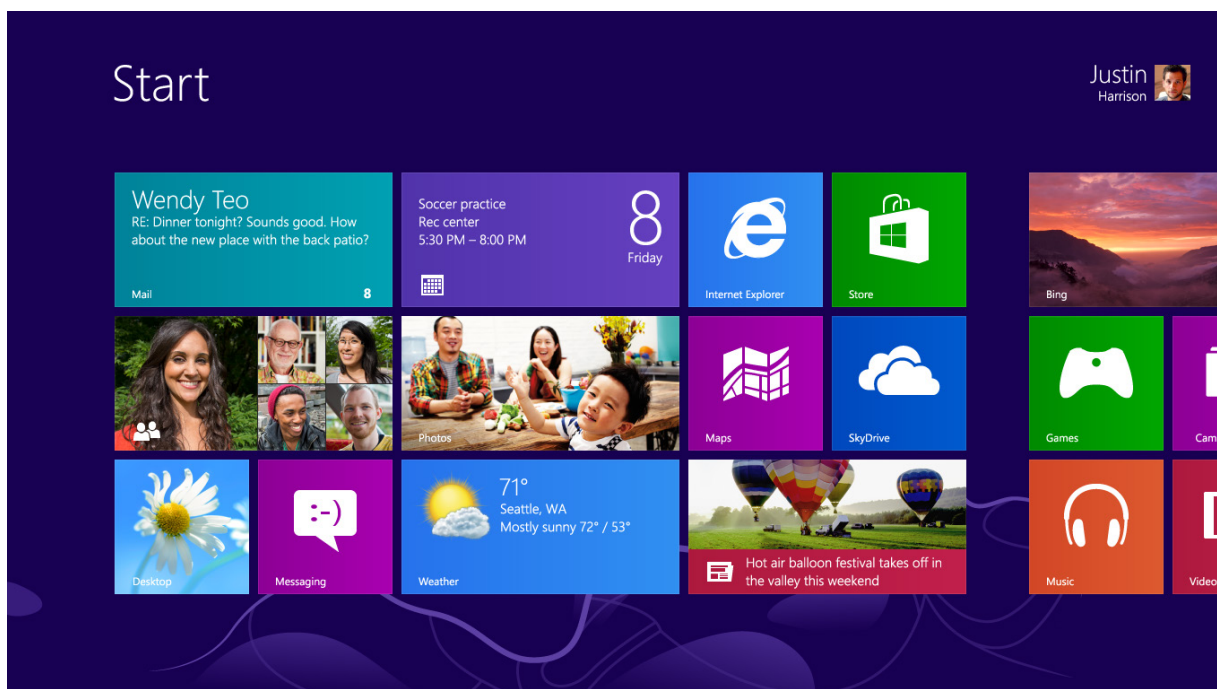 Start
Justin
Harrison
Wendy Teo
RE: Dinner tonight? Sounds good. How
about the new place with the back patio?
Mail
8
Soccer practice
Rec center
5:30 PM – 8:00 PM
8
Friday
Internet Explorer
Store
Bing
Photos
Maps
SkyDrive
Games
Cam
Desktop
:-)
Messaging
71°
Seattle, WA
Mostly sunny 72° / 53°
Weather
Hot air balloon festival takes off in
the valley this weekend
Music
Video